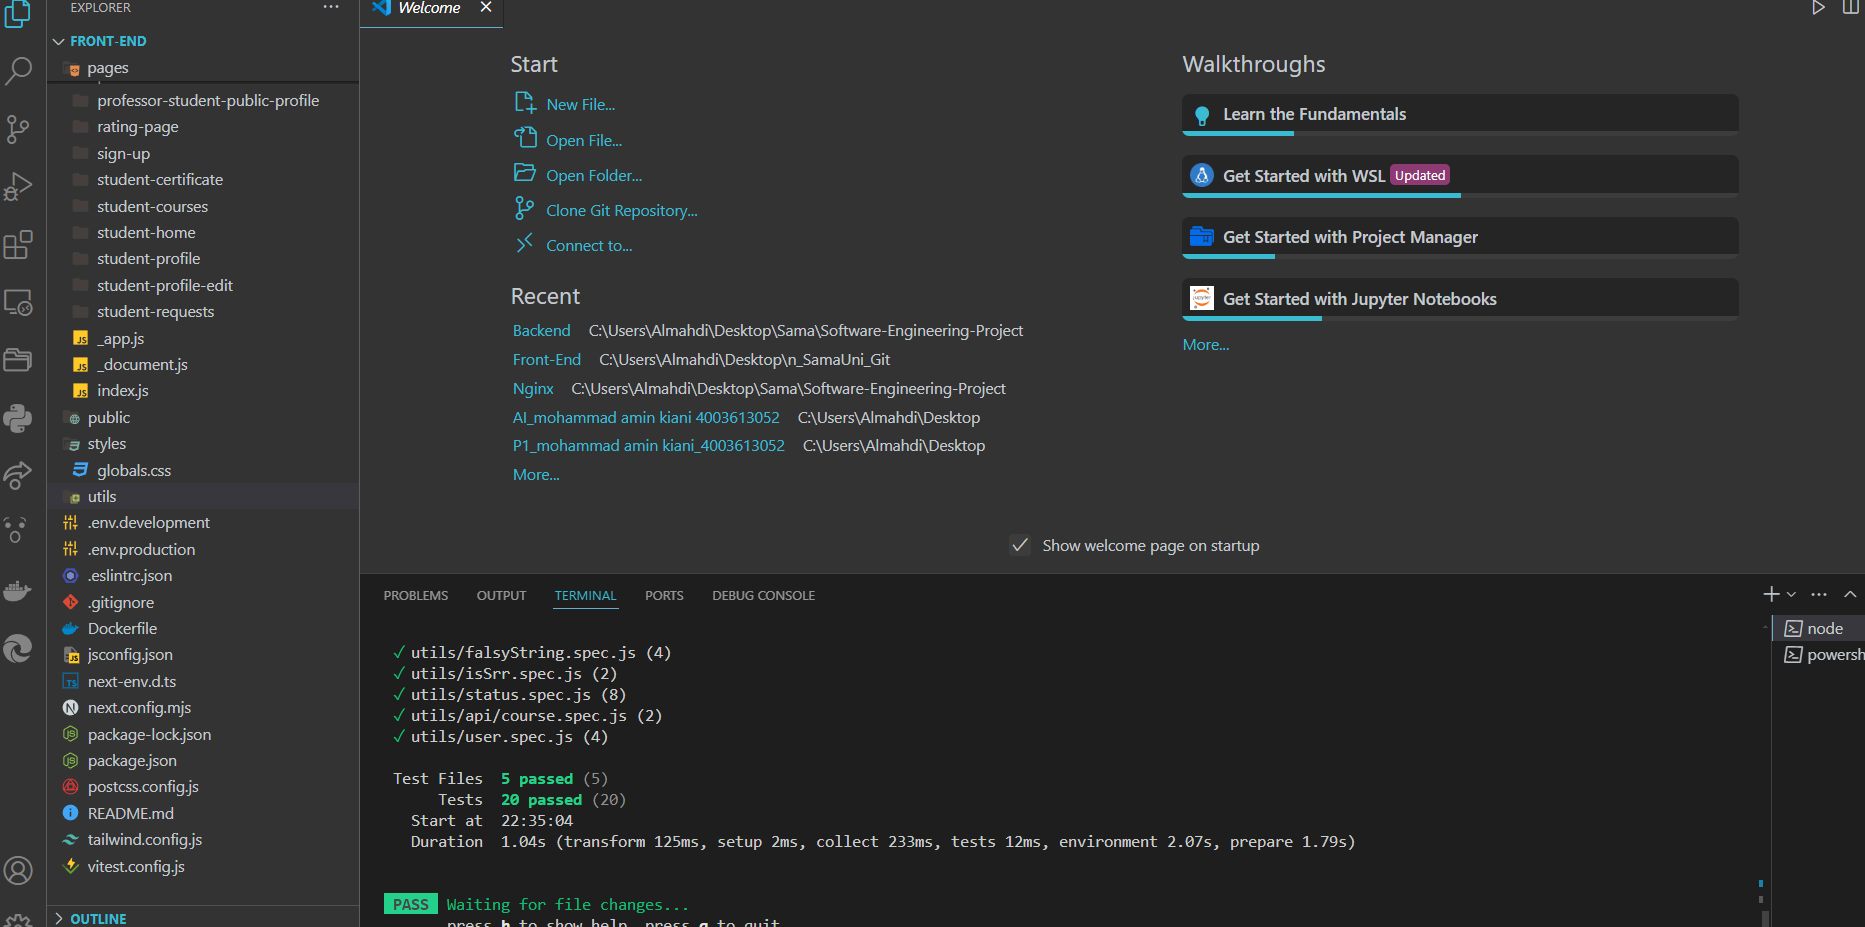 EXPLORER
FRONT-END
pages
professor-student-public-profile
rating-page
sign-up
student-certificate
student-courses
student-home
student-profile
student-profile-edit
student-requests
_app.js
_document.js
index.js
public
styles
globals.css
utils
.env.development
.env.production
.eslintrc.json
.gitignore
Dockerfile
jsconfig.json
next-env.d.ts
next.config.mjs
package-lock.json
package.json
postcss.config.js
README.md
tailwind.config.js
vitest.config.js
OUTLINE
Welcome
Start
New File...
Open File...
Open Folder...
Clone Git Repository...
Connect to...
Recent
Backend C:\Users\Almahdi\Desktop\Sama\Software-Engineering-Project
Front-End C:\Users\Almahdi\Desktop\n_SamaUni_Git
Nginx C:\Users\Almahdi\Desktop\Sama\Software-Engineering-Project
AI_mohammad amin kiani 4003613052 C:\Users\Almahdi\Desktop
P1_mohammad amin kiani_4003613052 C:\Users\Almahdi\Desktop
More...
Walkthroughs
Learn the Fundamentals
Get Started with WSL Updated
Get Started with Project Manager
Get Started with Jupyter Notebooks
More...
Show welcome page on startup
PROBLEMS OUTPUT TERMINAL PORTS DEBUG CONSOLE
✓ utils/falsyString.spec.js (4)
✓ utils/isSrr.spec.js (2)
✓ utils/status.spec.js (8)
✓ utils/api/course.spec.js (2)
✓ utils/user.spec.js (4)
Test Files 5 passed (5)
Tests 20 passed (20)
Start at 22:35:04
Duration 1.04s (transform 125ms, setup 2ms, collect 233ms, tests 12ms, environment 2.07s, prepare 1.79s)
PASS Waiting for file changes...
press h to show help, press q to quit
node
powersh